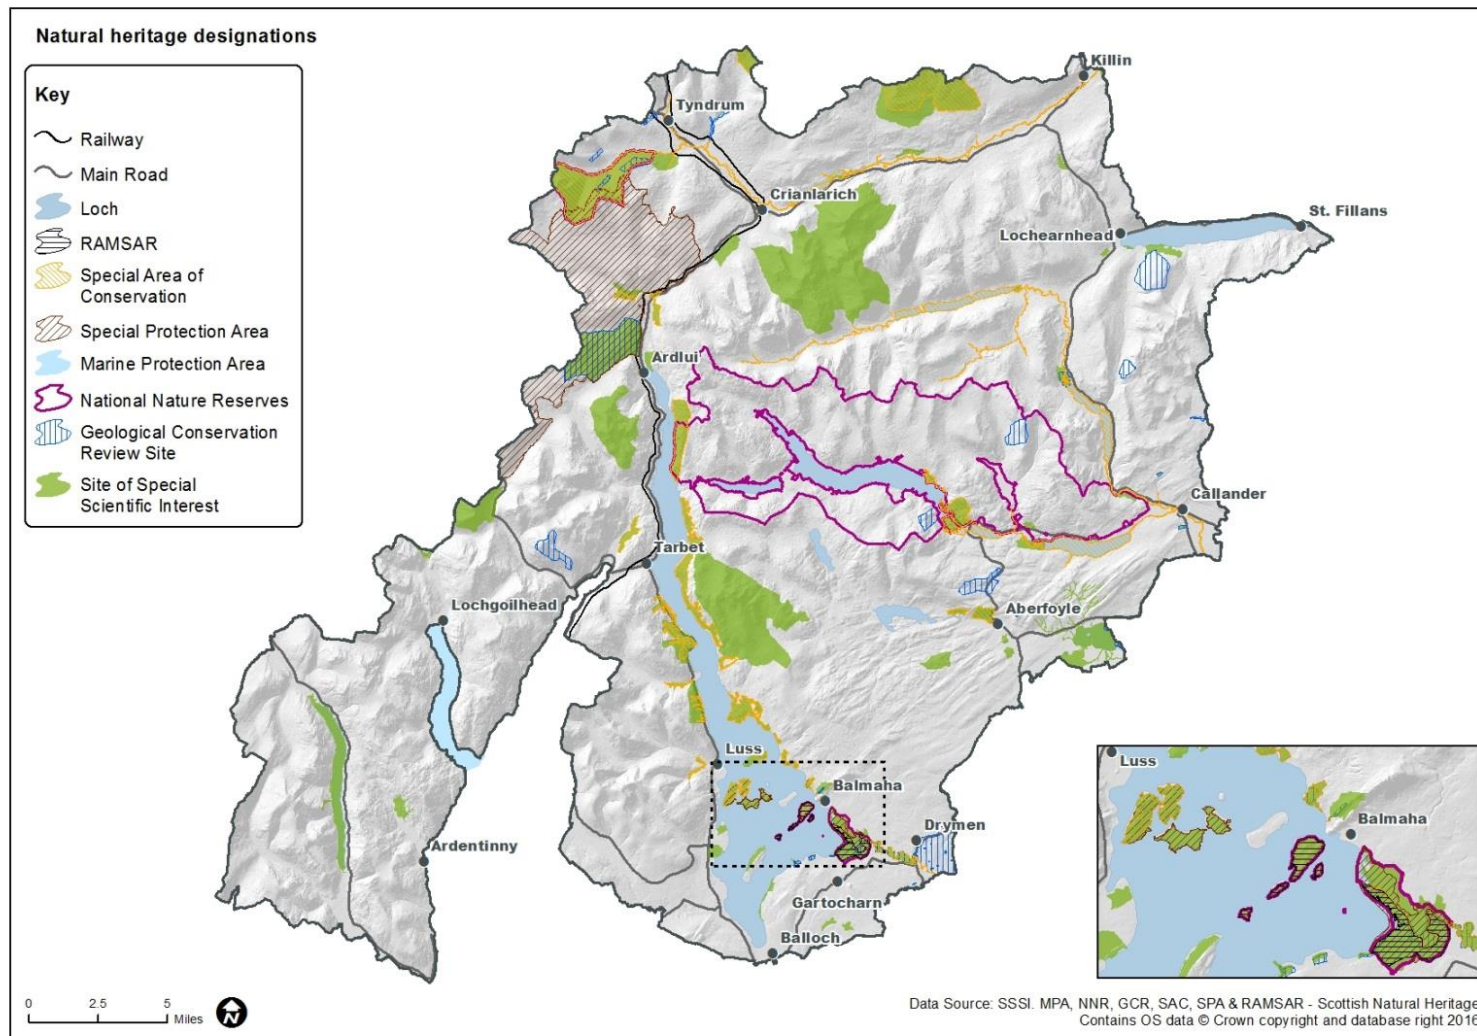 Natural heritage designations
Key
Railway
Main Road
Loch
RAMSAR
Special Area of
Conservation
Special Protection Area
Marine Protection Area
National Nature Reserves
Geological Conservation
Review Site
Site of Special
Scientific Interest
Killin
Tyndrum
Crianlarich
St. Fillans
Lochearnhead
Ardlui
Callander
Tarbet
Lochgoilhead
Aberfoyle
Luss
Balmaha
Drymen
Ardentinny
Gartocharn
Balloch
Luss
Balmaha
0 2.5 5
Miles
N
Data Source: SSSI. MPA, NNR, GCR, SAC, SPA & RAMSAR - Scottish Natural Heritage
Contains OS data © Crown copyright and database right 2016